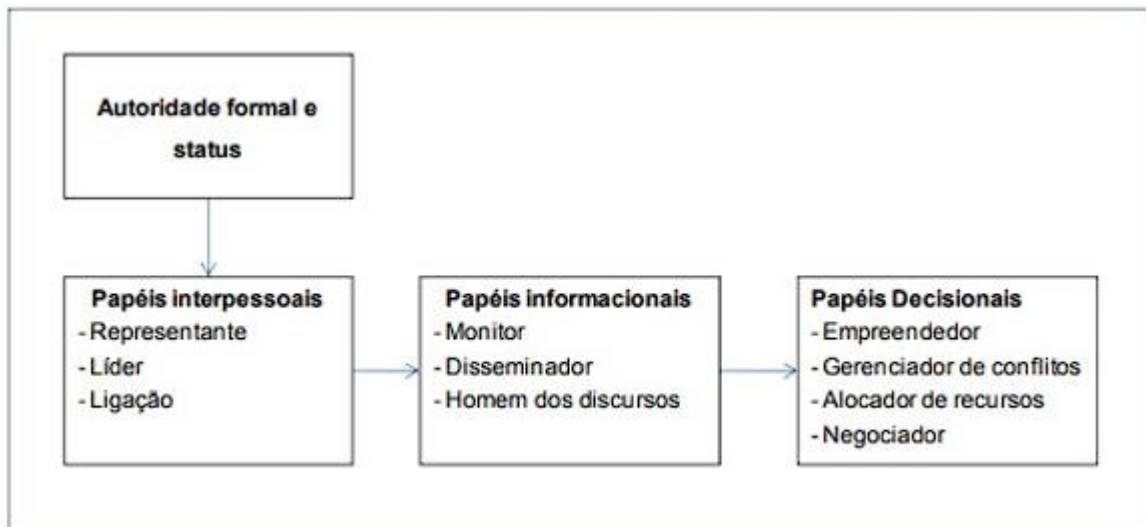 Autoridade formal e
status
Papéis interpessoais
- Representante
- Líder
- Ligação
Papéis informacionais
- Monitor
- Disseminador
- Homem dos discursos
Papéis Decisionais
- Empreendedor
- Gerenciador de conflitos
- Alocador de recursos
- Negociador